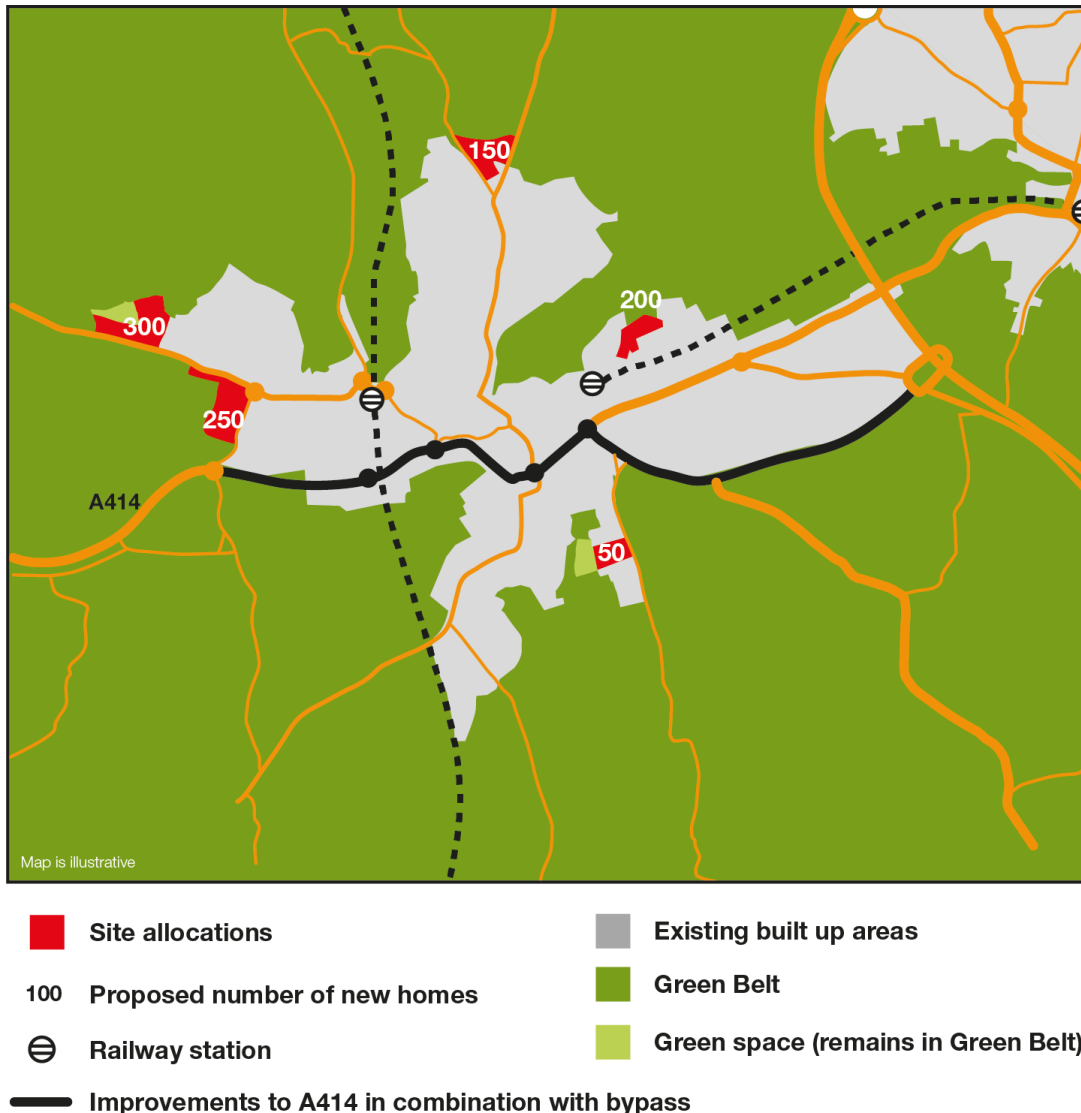 150
200
300
250
A414
50
Map is illustrative
Site allocations
Existing built up areas
100 Proposed number of new homes
Green Belt
Railway station
Green space (remains in Green Belt)
Improvements to A414 in combination with bypass